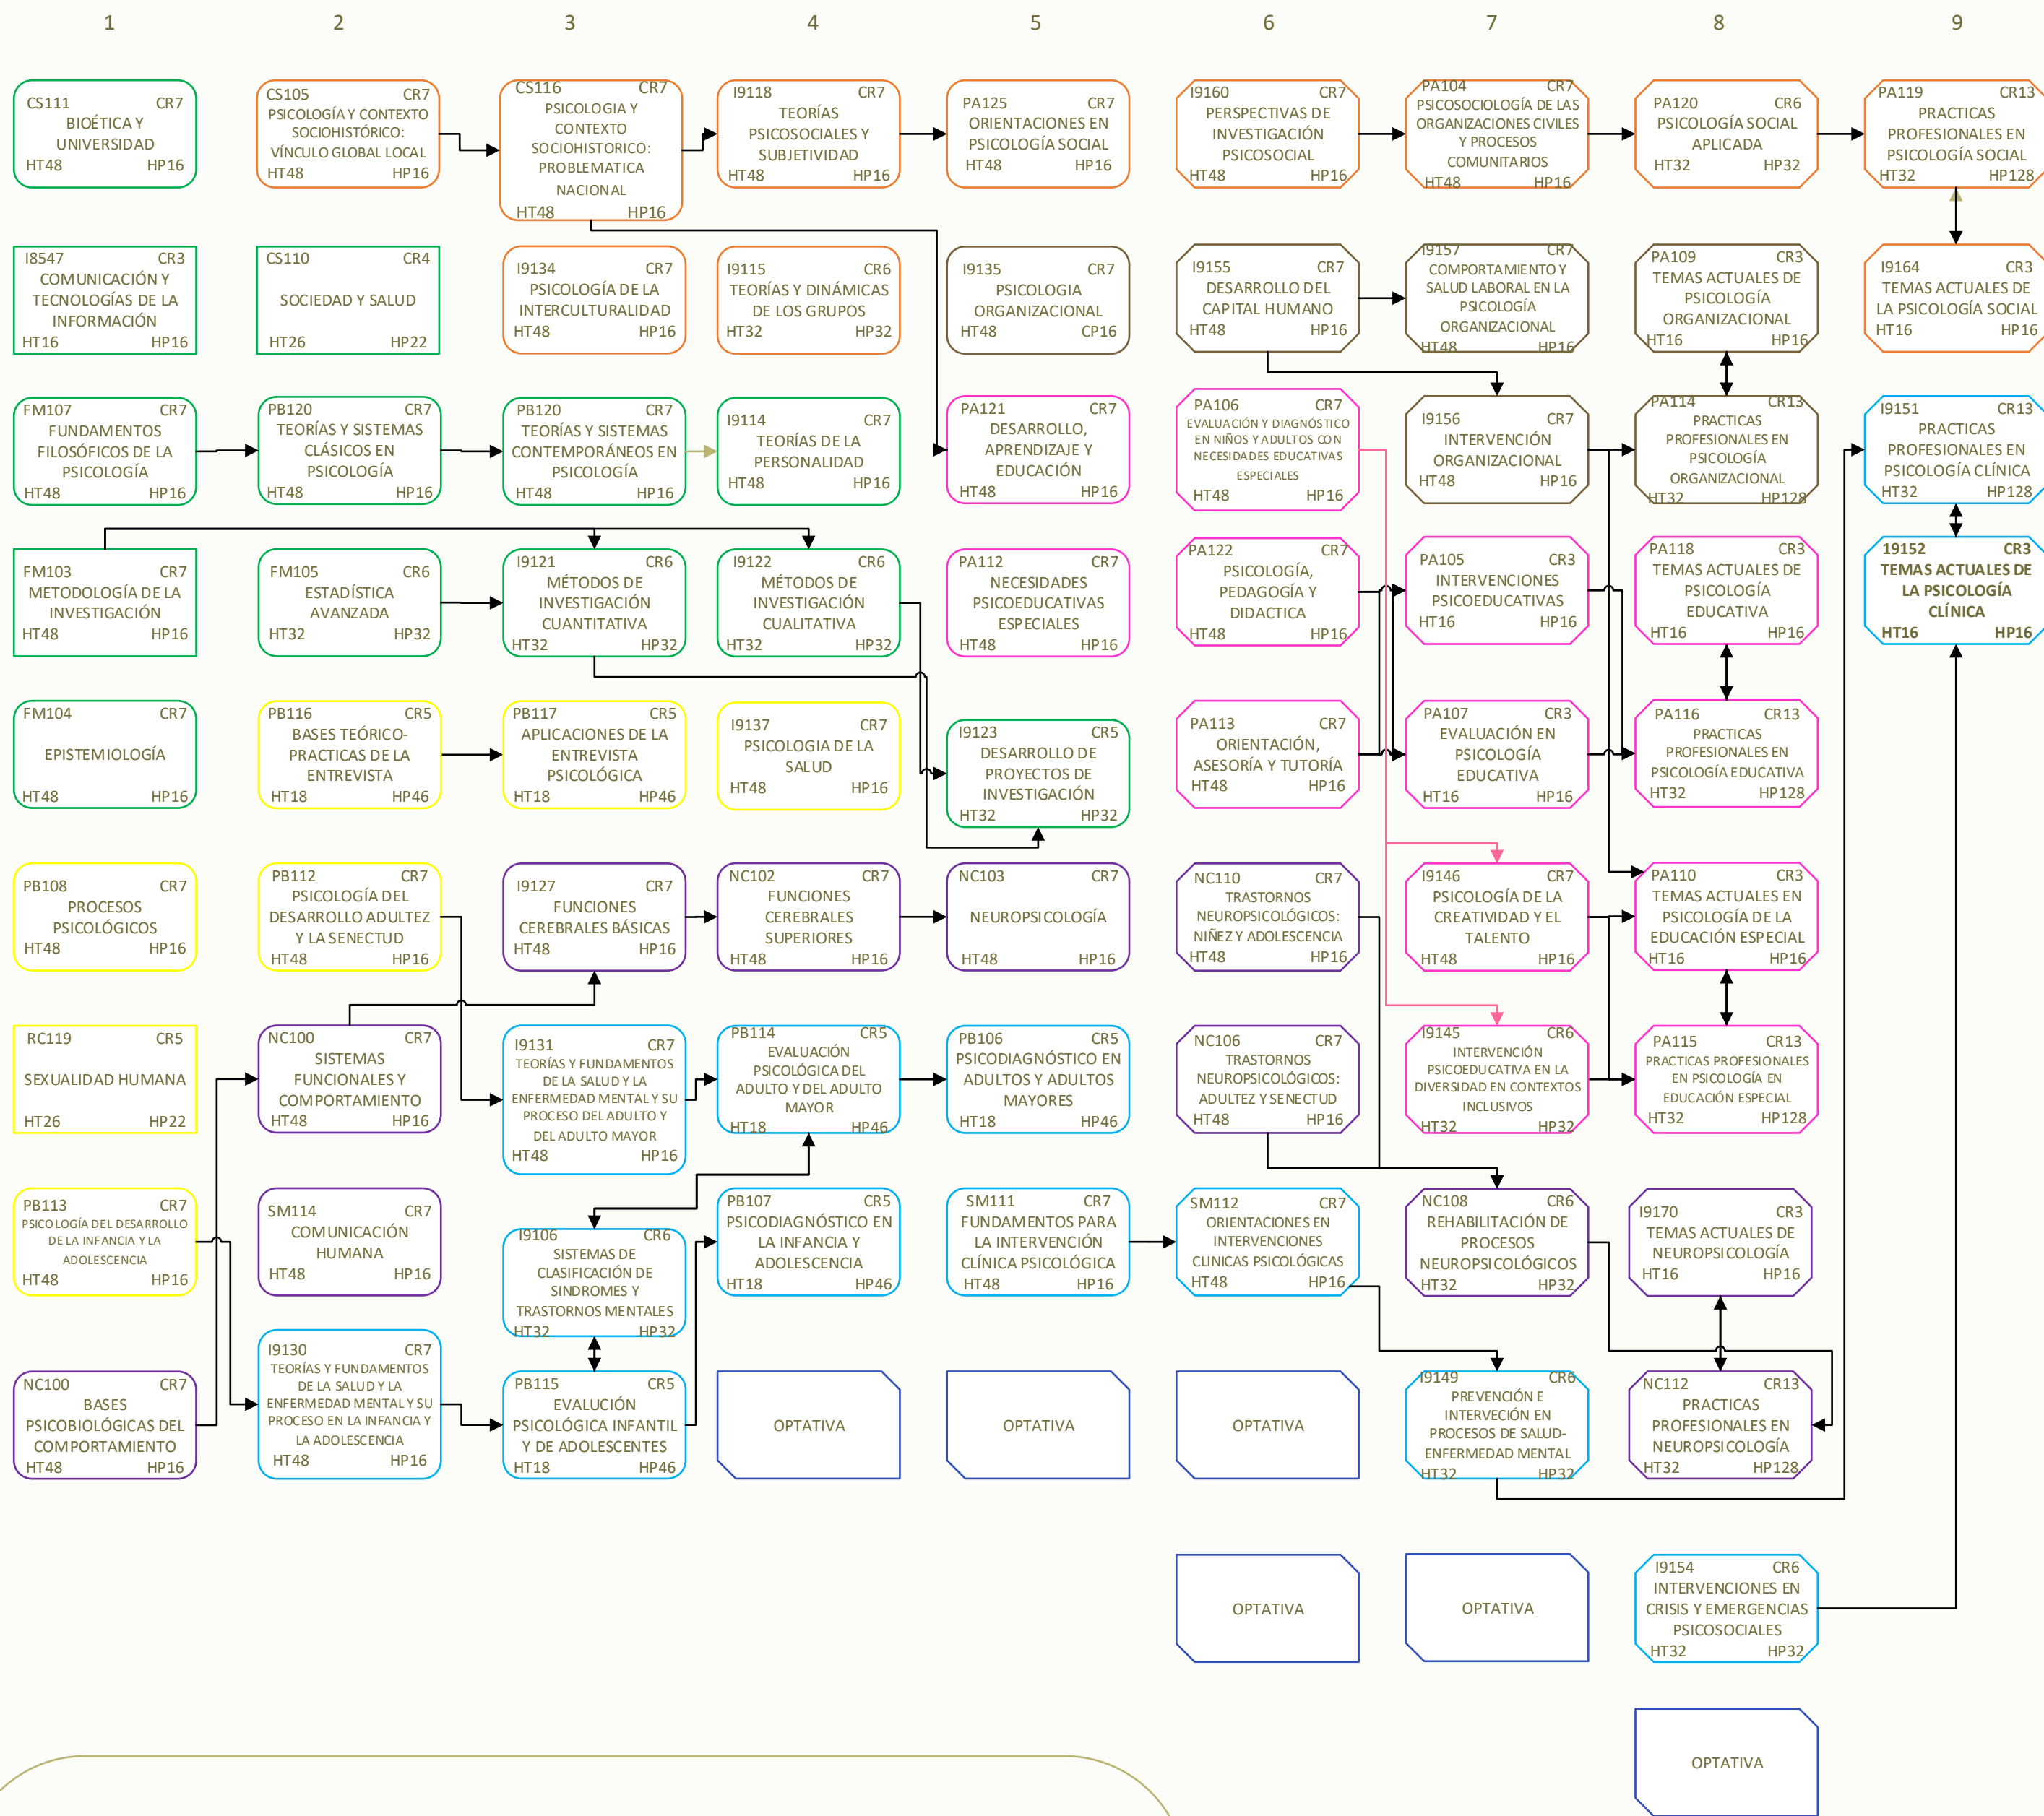 1 2 3 4 5 6 7 8 9
CS111 CR7
BIOÉTICA Y
UNIVERSIDAD
HT48 HP16
CS105 CR7
PSICOLOGÍA Y CONTEXTO
SOCIOHISTÓRICO:
VÍNCULO GLOBAL LOCAL
HT48 HP16
CS116 CR7
PSICOLOGIA Y
CONTEXTO
SOCIOHISTORICO:
PROBLEMATICA
NACIONAL
HT48 HP16
I9118 CR7
TEORÍAS
PSICOSOCIALES Y
SUBJETIVIDAD
HT48 HP16
PA125 CR7
ORIENTACIONES EN
PSICOLOGÍA SOCIAL
HT48 HP16
I9160 CR7
PERSPECTIVAS DE
INVESTIGACIÓN
PSICOSOCIAL
HT48 HP16
PA104 CR7
PSICOSOCIOLOGÍA DE LAS
ORGANIZACIONES CIVILES
Y PROCESOS
COMUNITARIOS
HT48 HP16
PA120 CR6
PSICOLOGÍA SOCIAL
APLICADA
HT32 HP32
PA119 CR13
PRACTICAS
PROFESIONALES EN
PSICOLOGÍA SOCIAL
HT32 HP128
I8547 CR3
COMUNICACIÓN Y
TECNOLOGÍAS DE LA
INFORMACIÓN
HT16 HP16
CS110 CR4
SOCIEDAD Y SALUD
HT26 HP22
I9134 CR7
PSICOLOGÍA DE LA
INTERCULTURALIDAD
HT48 HP16
I9115 CR6
TEORÍAS Y DINÁMICAS
DE LOS GRUPOS
HT32 HP32
I9135 CR7
PSICOLOGIA
ORGANIZACIONAL
HT48 CP16
I9155 CR7
DESARROLLO DEL
CAPITAL HUMANO
HT48 HP16
I9157 CR7
COMPORTAMIENTO Y
SALUD LABORAL EN LA
PSICOLOGÍA
ORGANIZACIONAL
HT48 HP16
PA109 CR3
TEMAS ACTUALES DE
PSICOLOGÍA
ORGANIZACIONAL
HT16 HP16
I9164 CR3
TEMAS ACTUALES DE
LA PSICOLOGÍA SOCIAL
HT16 HP16
FM107 CR7
FUNDAMENTOS
FILOSÓFICOS DE LA
PSICOLOGÍA
HT48 HP16
PB120 CR7
TEORÍAS Y SISTEMAS
CLÁSICOS EN
PSICOLOGÍA
HT48 HP16
PB120 CR7
TEORÍAS Y SISTEMAS
CONTEMPORÁNEOS EN
PSICOLOGÍA
HT48 HP16
I9114 CR7
TEORÍAS DE LA
PERSONALIDAD
HT48 HP16
PA121 CR7
DESARROLLO,
APRENDIZAJE Y
EDUCACIÓN
HT48 HP16
PA106 CR7
EVALUACIÓN Y DIAGNÓSTICO
EN NIÑOS Y ADULTOS CON
NECESIDADES EDUCATIVAS
ESPECIALES
HT48 HP16
I9156 CR7
INTERVENCIÓN
ORGANIZACIONAL
HT48 HP16
PA114 CR13
PRACTICAS
PROFESIONALES EN
PSICOLOGÍA
ORGANIZACIONAL
HT32 HP128
I9151 CR13
PRACTICAS
PROFESIONALES EN
PSICOLOGÍA CLÍNICA
HT32 HP128
FM103 CR7
METODOLOGÍA DE LA
INVESTIGACIÓN
HT48 HP16
FM105 CR6
ESTADÍSTICA
AVANZADA
HT32 HP32
I9121 CR6
MÉTODOS DE
INVESTIGACIÓN
CUANTITATIVA
HT32 HP32
I9122 CR6
MÉTODOS DE
INVESTIGACIÓN
CUALITATIVA
HT32 HP32
PA112 CR7
NECESIDADES
PSICOEDUCATIVAS
ESPECIALES
HT48 HP16
PA122 CR7
PSICOLOGÍA,
PEDAGOGÍA Y
DIDACTICA
HT48 HP16
PA105 CR3
INTERVENCIONES
PSICOEDUCATIVAS
HT16 HP16
PA118 CR3
TEMAS ACTUALES DE
PSICOLOGÍA
EDUCATIVA
HT16 HP16
19152 CR3
TEMAS ACTUALES DE
LA PSICOLOGÍA
CLÍNICA
HT16 HP16
FM104 CR7
EPISTEMIOLOGÍA
HT48 HP16
PB116 CR5
BASES TEÓRICO-
PRACTICAS DE LA
ENTREVISTA
HT18 HP46
PB117 CR5
APLICACIONES DE LA
ENTREVISTA
PSICOLÓGICA
HT18 HP46
I9137 CR7
PSICOLOGIA DE LA
SALUD
HT48 HP16
I9123 CR5
DESARROLLO DE
PROYECTOS DE
INVESTIGACIÓN
HT32 HP32
PA113 CR7
ORIENTACIÓN,
ASESORÍA Y TUTORÍA
HT48 HP16
PA107 CR3
EVALUACIÓN EN
PSICOLOGÍA
EDUCATIVA
HT16 HP16
PA116 CR13
PRACTICAS
PROFESIONALES EN
PSICOLOGÍA EDUCATIVA
HT32 HP128
PB108 CR7
PROCESOS
PSICOLÓGICOS
HT48 HP16
PB112 CR7
PSICOLOGÍA DEL
DESARROLLO ADULTEZ
Y LA SENECTUD
HT48 HP16
I9127 CR7
FUNCIONES
CEREBRALES BÁSICAS
HT48 HP16
NC102 CR7
FUNCIONES
CEREBRALES
SUPERIORES
HT48 HP16
NC103 CR7
NEUROPSICOLOGÍA
HT48 HP16
NC110 CR7
TRASTORNOS
NEUROPSICOLÓGICOS:
NIÑEZ Y ADOLESCENCIA
HT48 HP16
I9146 CR7
PSICOLOGÍA DE LA
CREATIVIDAD Y EL
TALENTO
HT48 HP16
PA110 CR3
TEMAS ACTUALES EN
PSICOLOGÍA DE LA
EDUCACIÓN ESPECIAL
HT16 HP16
RC119 CR5
SEXUALIDAD HUMANA
HT26 HP22
NC100 CR7
SISTEMAS
FUNCIONALES Y
COMPORTAMIENTO
HT48 HP16
I9131 CR7
TEORÍAS Y FUNDAMENTOS
DE LA SALUD Y LA
ENFERMEDAD MENTAL Y SU
PROCESO DEL ADULTO Y
DEL ADULTO MAYOR
HT48 HP16
PB114 CR5
EVALUACIÓN
PSICOLÓGICA DEL
ADULTO Y DEL ADULTO
MAYOR
HT18 HP46
PB106 CR5
PSICODIAGNÓSTICO EN
ADULTOS Y ADULTOS
MAYORES
HT18 HP46
NC106 CR7
TRASTORNOS
NEUROPSICOLÓGICOS:
ADULTEZ Y SENECTUD
HT48 HP16
I9145 CR6
INTERVENCIÓN
PSICOEDUCATIVA EN LA
DIVERSIDAD EN CONTEXTOS
INCLUSIVOS
HT32 HP32
PA115 CR13
PRACTICAS PROFESIONALES
EN PSICOLOGÍA EN
EDUCACIÓN ESPECIAL
HT32 HP128
PB113 CR7
PSICOLOGÍA DEL DESARROLLO
DE LA INFANCIA Y LA
ADOLESCENCIA
HT48 HP16
SM114 CR7
COMUNICACIÓN
HUMANA
HT48 HP16
I9106 CR6
SISTEMAS DE
CLASIFICACIÓN DE
SINDROMES Y
TRASTORNOS MENTALES
HT32 HP32
PB107 CR5
PSICODIAGNÓSTICO EN
LA INFANCIA Y
ADOLESCENCIA
HT18 HP46
SM111 CR7
FUNDAMENTOS PARA
LA INTERVENCIÓN
CLÍNICA PSICOLÓGICA
HT48 HP16
SM112 CR7
ORIENTACIONES EN
INTERVENCIONES
CLINICAS PSICOLÓGICAS
HT48 HP16
NC108 CR6
REHABILITACIÓN DE
PROCESOS
NEUROPSICOLÓGICOS
HT32 HP32
I9170 CR3
TEMAS ACTUALES DE
NEUROPSICOLOGÍA
HT16 HP16
NC100 CR7
BASES
PSICOBIOLÓGICAS DEL
COMPORTAMIENTO
HT48 HP16
I9130 CR7
TEORÍAS Y FUNDAMENTOS
DE LA SALUD Y LA
ENFERMEDAD MENTAL Y SU
PROCESO EN LA INFANCIA Y
LA ADOLESCENCIA
HT48 HP16
PB115 CR5
EVALUCIÓN
PSICOLÓGICA INFANTIL
Y DE ADOLESCENTES
HT18 HP46
OPTATIVA
OPTATIVA
OPTATIVA
I9149 CR6
PREVENCIÓN E
INTERVECIÓN EN
PROCESOS DE SALUD-
ENFERMEDAD MENTAL
HT32 HP32
NC112 CR13
PRACTICAS
PROFESIONALES EN
NEUROPSICOLOGÍA
HT32 HP128
OPTATIVA
OPTATIVA
I9154 CR6
INTERVENCIONES EN
CRISIS Y EMERGENCIAS
PSICOSOCIALES
HT32 HP32
OPTATIVA